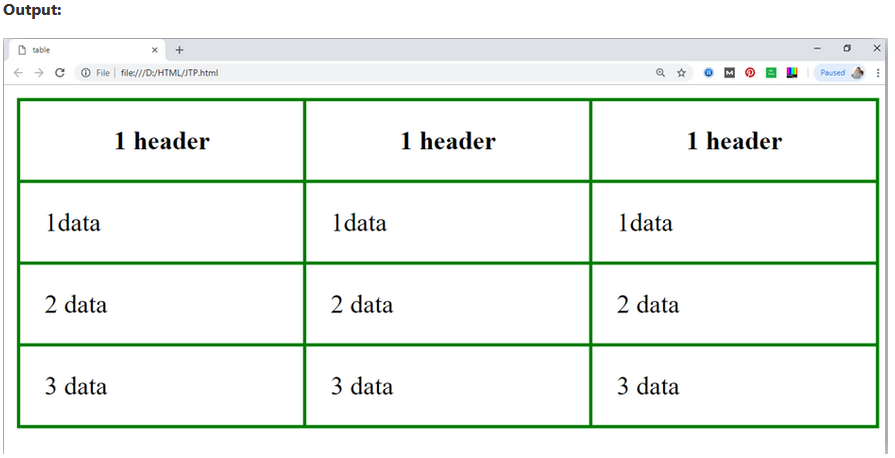 Output:
table
File file:///D:/HTML/JTP.html Paused
1 header 1 header 1 header
1data 1data 1data
2 data 2 data 2 data
3 data 3 data 3 data